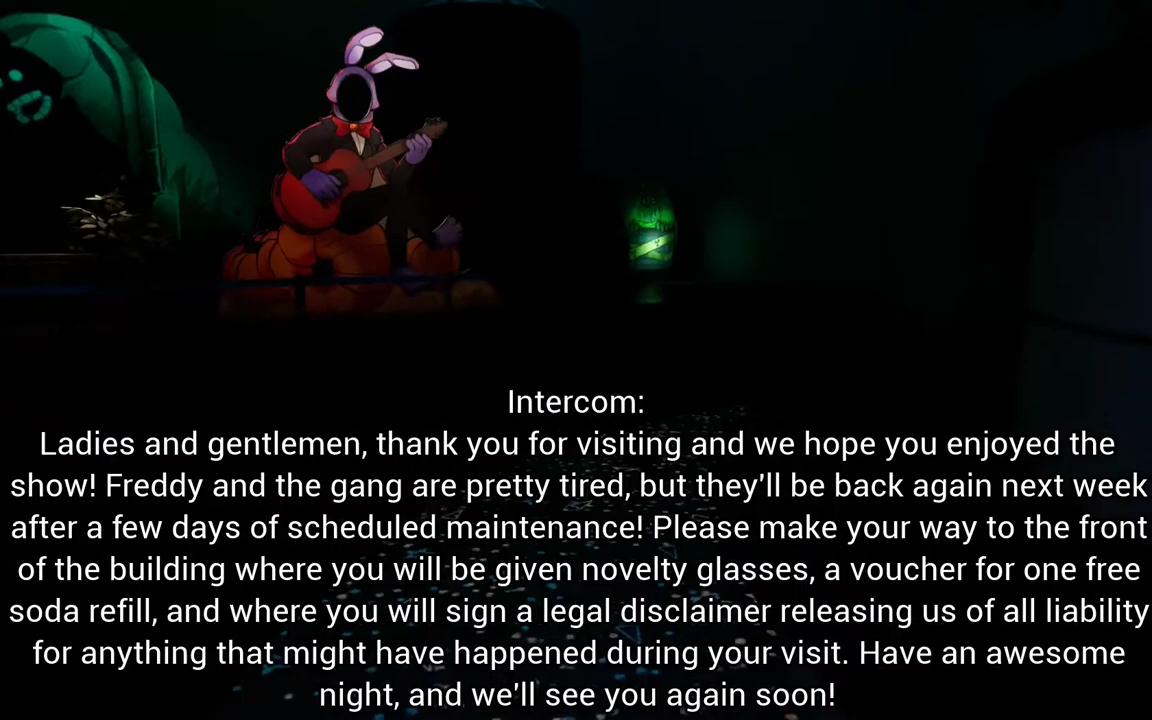 Intercom:
Ladies and gentlemen, thank you for visiting and we hope you enjoyed the
show! Freddy and the gang are pretty tired, but they'll be back again next week
after a few days of scheduled maintenance! Please make your way to the front
of the building where you will be given novelty glasses, a voucher for one free
soda refill, and where you will sign a legal disclaimer releasing us of all liability
for anything that might have happened during your visit. Have an awesome
night, and we'll see you again soon!